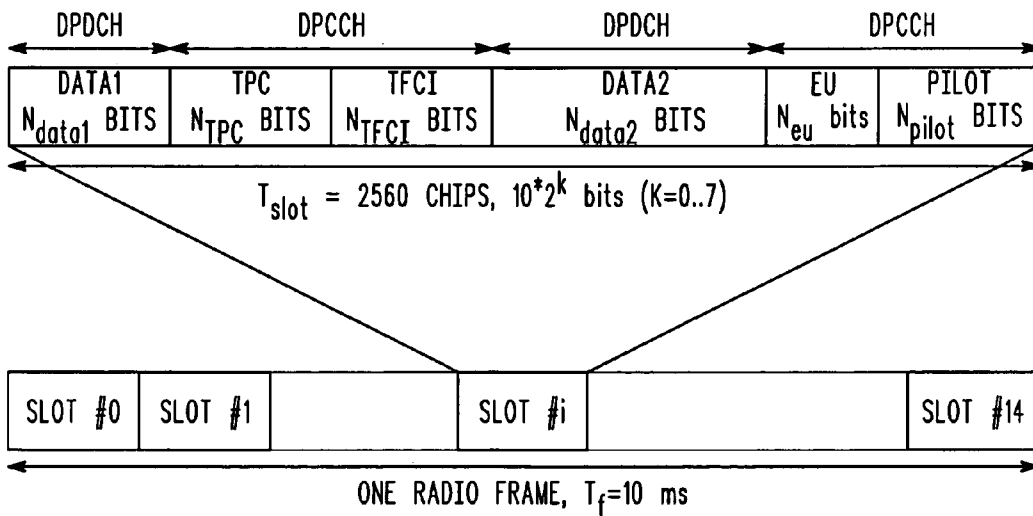 DPDCH DPCCH DPDCH DPCCH
DATA1 TPC TFCI DATA2 EU PILOT
N_data1 BITS N_TPC BITS N_TFCI BITS N_data2 BITS N_eu bits N_pilot BITS
T_slot = 2560 CHIPS, 10*2^k bits (K=0..7)
SLOT #0 SLOT #1 SLOT #i SLOT #14
ONE RADIO FRAME, T_f=10 ms